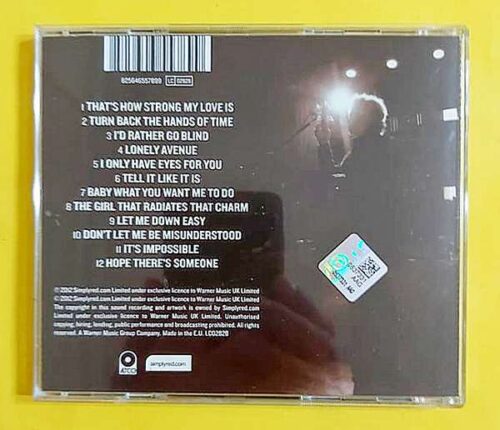 825646557899
LC 02828
1 THAT'S HOW STRONG MY LOVE IS
2 TURN BACK THE HANDS OF TIME
3 I'D RATHER GO BLIND
4 LONELY AVENUE
5 I ONLY HAVE EYES FOR YOU
6 TELL IT LIKE IT IS
7 BABY WHAT YOU WANT ME TO DO
8 THE GIRL THAT RADIATES THAT CHARM
9 LET ME DOWN EASY
10 DON'T LET ME BE MISUNDERSTOOD
11 IT'S IMPOSSIBLE
12 HOPE THERE'S SOMEONE
℗ 2012 Simplyred.com Limited under exclusive licence to Warner Music UK Limited
© 2012 Simplyred.com Limited under exclusive licence to Warner Music UK Limited
The copyright in this sound recording and artwork is owned by Simplyred.com
Limited under exclusive licence to Warner Music UK Limited. Unauthorised
copying, hiring, lending, public performance and broadcasting prohibited. All rights
reserved. A Warner Music Group Company. Made in the E.U. LC02828
ATCO
simplyred.com